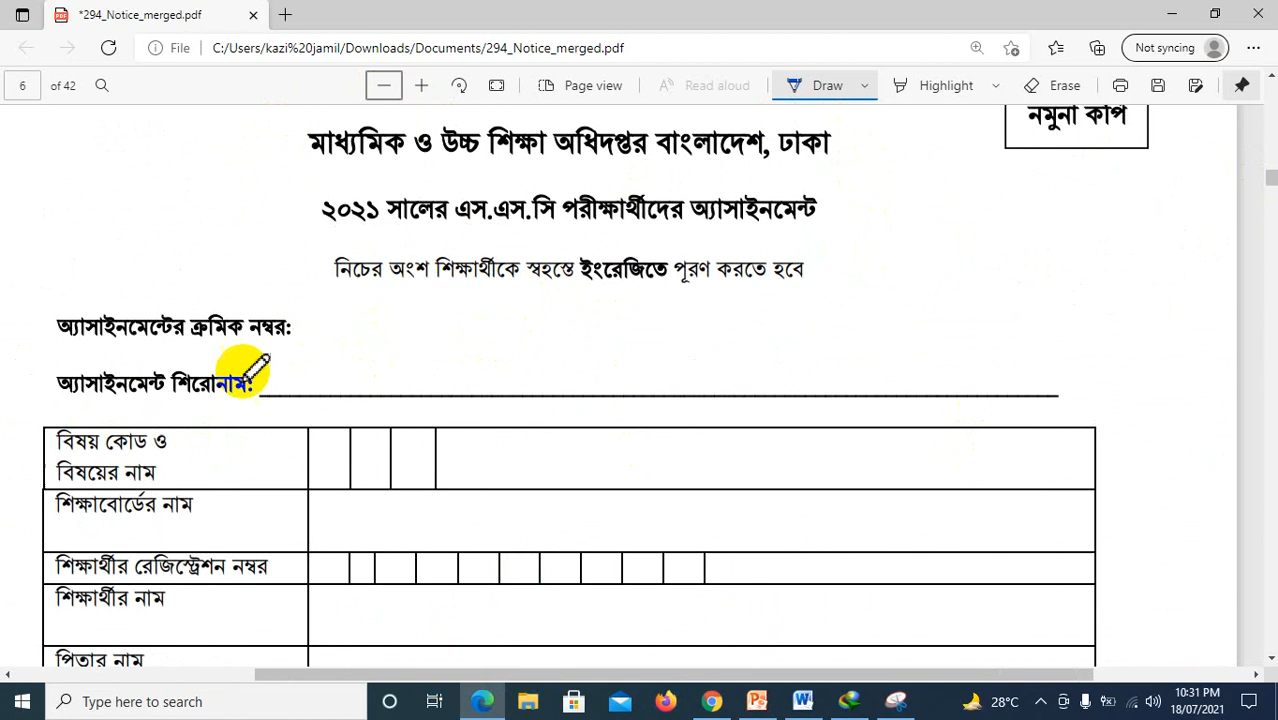 *294_Notice_merged.pdf
File C:/Users/kazi%20jamil/Downloads/Documents/294_Notice_merged.pdf Not syncing
6 of 42 Page view Read aloud Draw Highlight Erase
নমুনা কপি
মাধ্যমিক ও উচ্চ শিক্ষা অধিদপ্তর বাংলাদেশ, ঢাকা
২০২১ সালের এস.এস.সি পরীক্ষার্থীদের অ্যাসাইনমেন্ট
নিচের অংশ শিক্ষার্থীকে স্বহস্তে ইংরেজিতে পূরণ করতে হবে
অ্যাসাইনমেন্টের ক্রমিক নম্বর:
অ্যাসাইনমেন্ট শিরোনাম:
বিষয় কোড ও
বিষয়ের নাম
শিক্ষাবোর্ডের নাম
শিক্ষার্থীর রেজিস্ট্রেশন নম্বর
শিক্ষার্থীর নাম
পিতার নাম
Type here to search 28°C 10:31 PM
18/07/2021